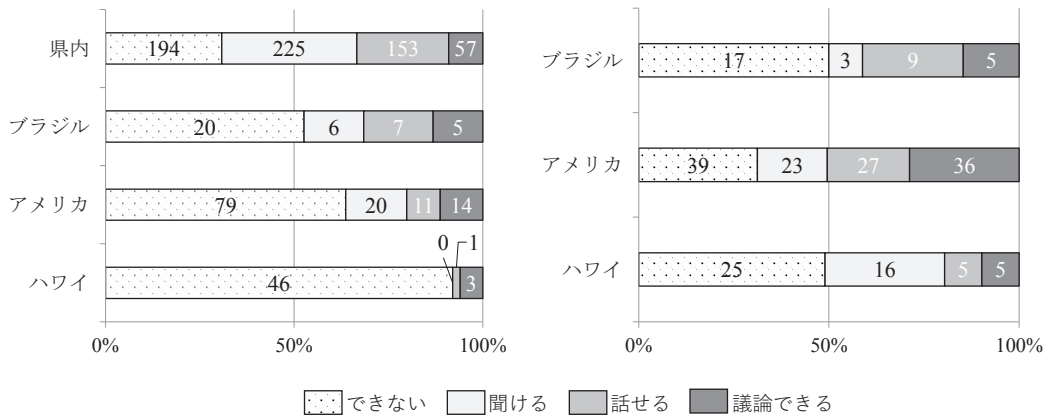 県内 194 225 153 57
ブラジル 20 6 7 5
アメリカ 79 20 11 14
0 1
ハワイ 46 3
0% 50% 100%
ブラジル 17 3 9 5
アメリカ 39 23 27 36
ハワイ 25 16 5 5
0% 50% 100%
できない 聞ける 話せる 議論できる